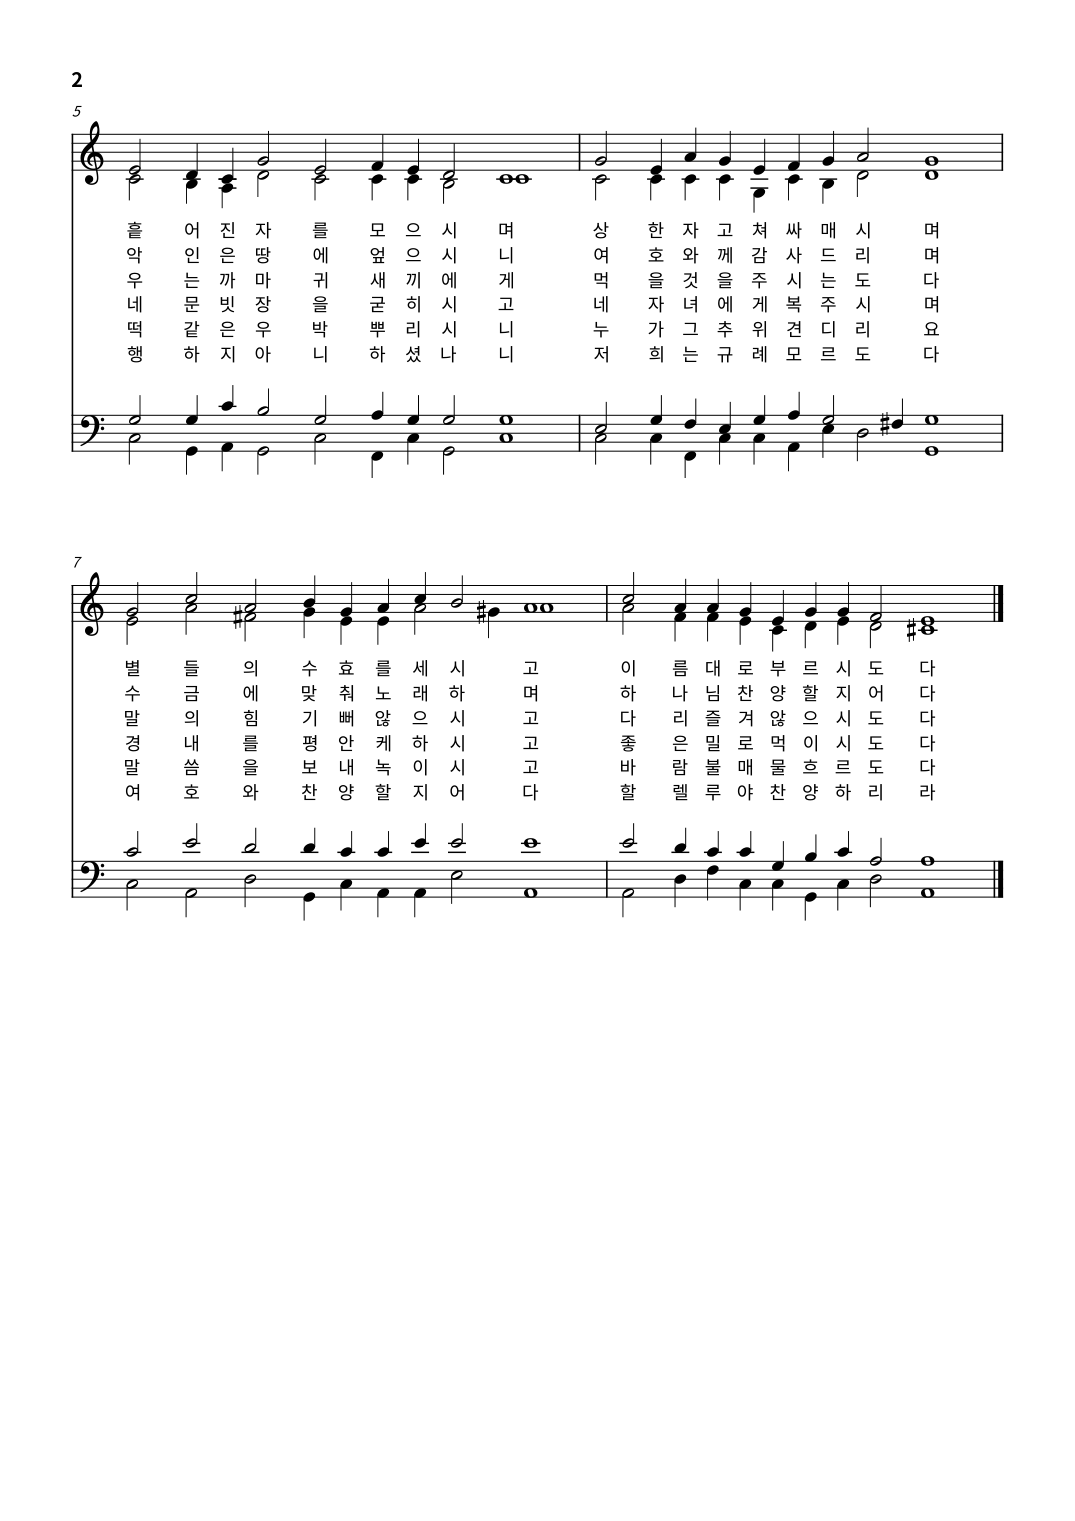 2
5
흩 어 진 자 를 모 으 시 며 상 한 자 고 쳐 싸 매 시 며
악 인 은 땅 에 엎 으 시 니 여 호 와 께 감 사 드 리 며
우 는 까 마 귀 새 끼 에 게 먹 을 것 을 주 시 는 도 다
네 문 빗 장 을 굳 히 시 고 네 자 녀 에 게 복 주 시 며
떡 같 은 우 박 뿌 리 시 니 누 가 그 추 위 견 디 리 요
행 하 지 아 니 하 셨 나 니 저 희 는 규 례 모 르 도 다
7
별 들 의 수 효 를 세 시 고 이 름 대 로 부 르 시 도 다
수 금 에 맞 춰 노 래 하 며 하 나 님 찬 양 할 지 어 다
말 의 힘 기 뻐 않 으 시 고 다 리 즐 겨 않 으 시 도 다
경 내 를 평 안 케 하 시 고 좋 은 밀 로 먹 이 시 도 다
말 씀 을 보 내 녹 이 시 고 바 람 불 매 물 흐 르 도 다
여 호 와 찬 양 할 지 어 다 할 렐 루 야 찬 양 하 리 라